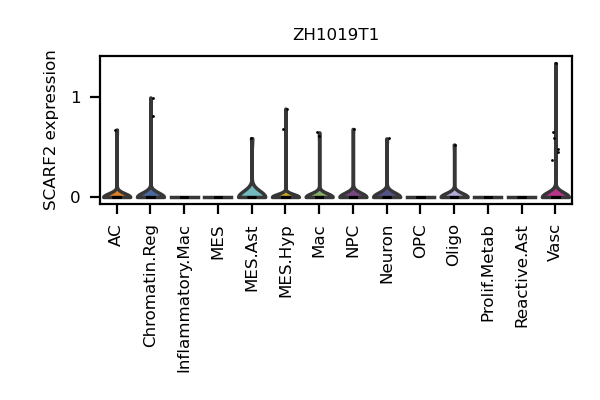 ZH1019T1
SCARF2 expression
1
0
AC
Chromatin.Reg
Inflammatory.Mac
MES
MES.Ast
MES.Hyp
Mac
NPC
Neuron
OPC
Oligo
Prolif.Metab
Reactive.Ast
Vasc